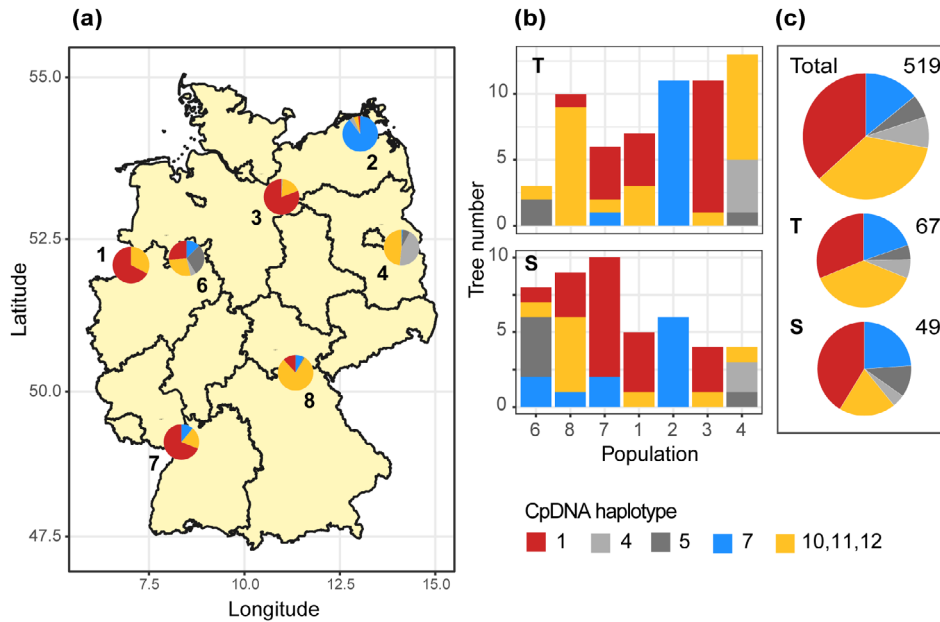 (a)
(b)
(c)
55.0
52.5
50.0
47.5
Latitude
7.5
10.0
12.5
15.0
Longitude
2
3
1
6
4
8
7
T
10
5
0
Tree number
S
10
5
0
6 8 7 1 2 3 4
Population
Total 519
T 67
S 49
CpDNA haplotype
1 4 5 7 10,11,12